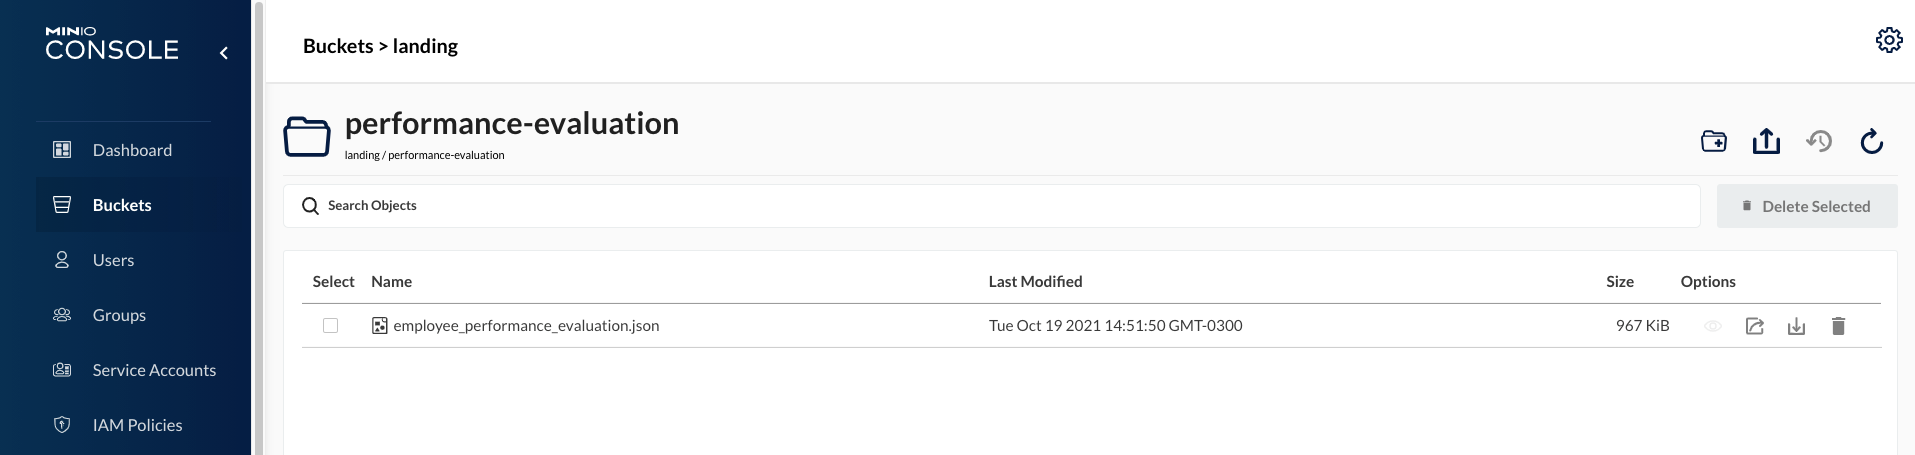 MINIO
CONSOLE
Buckets > landing
performance-evaluation
landing / performance-evaluation
Dashboard
Buckets
Users
Groups
Service Accounts
IAM Policies
Search Objects
Delete Selected
Select Name Last Modified Size Options
employee_performance_evaluation.json Tue Oct 19 2021 14:51:50 GMT-0300 967 KiB